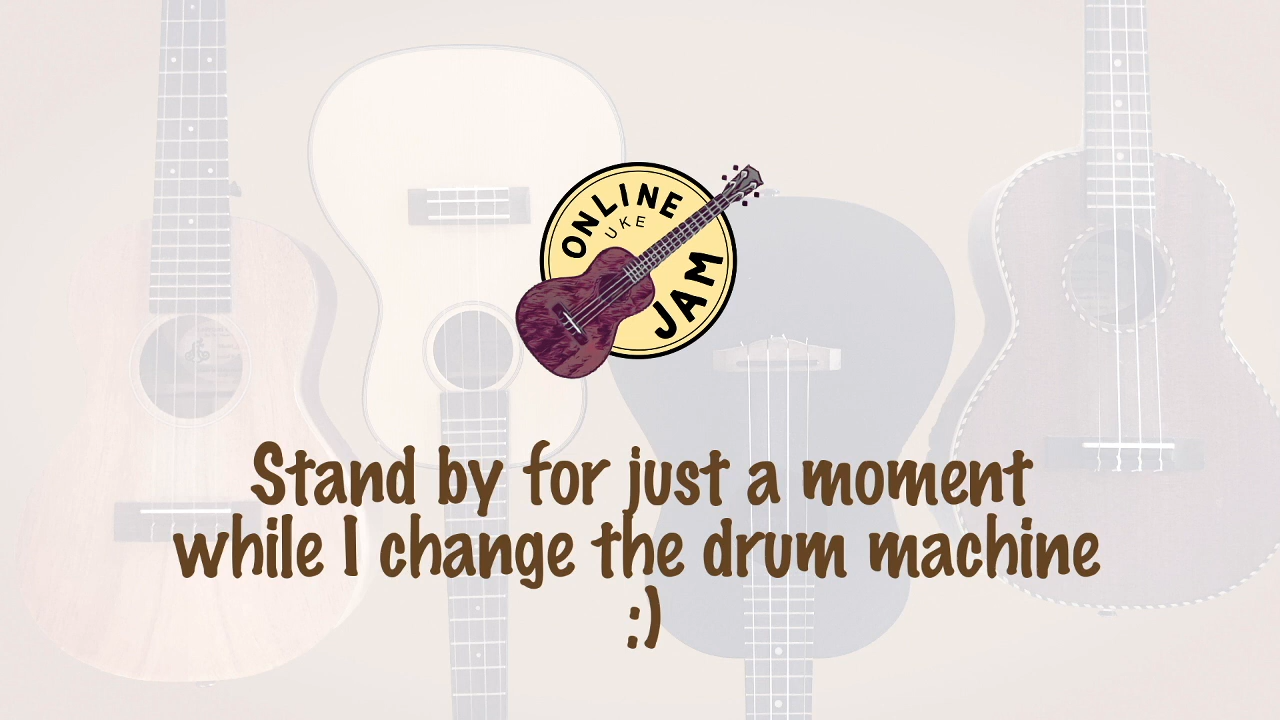 ONLINE
UKE
JAM
Stand by for just a moment
while I change the drum machine
:)